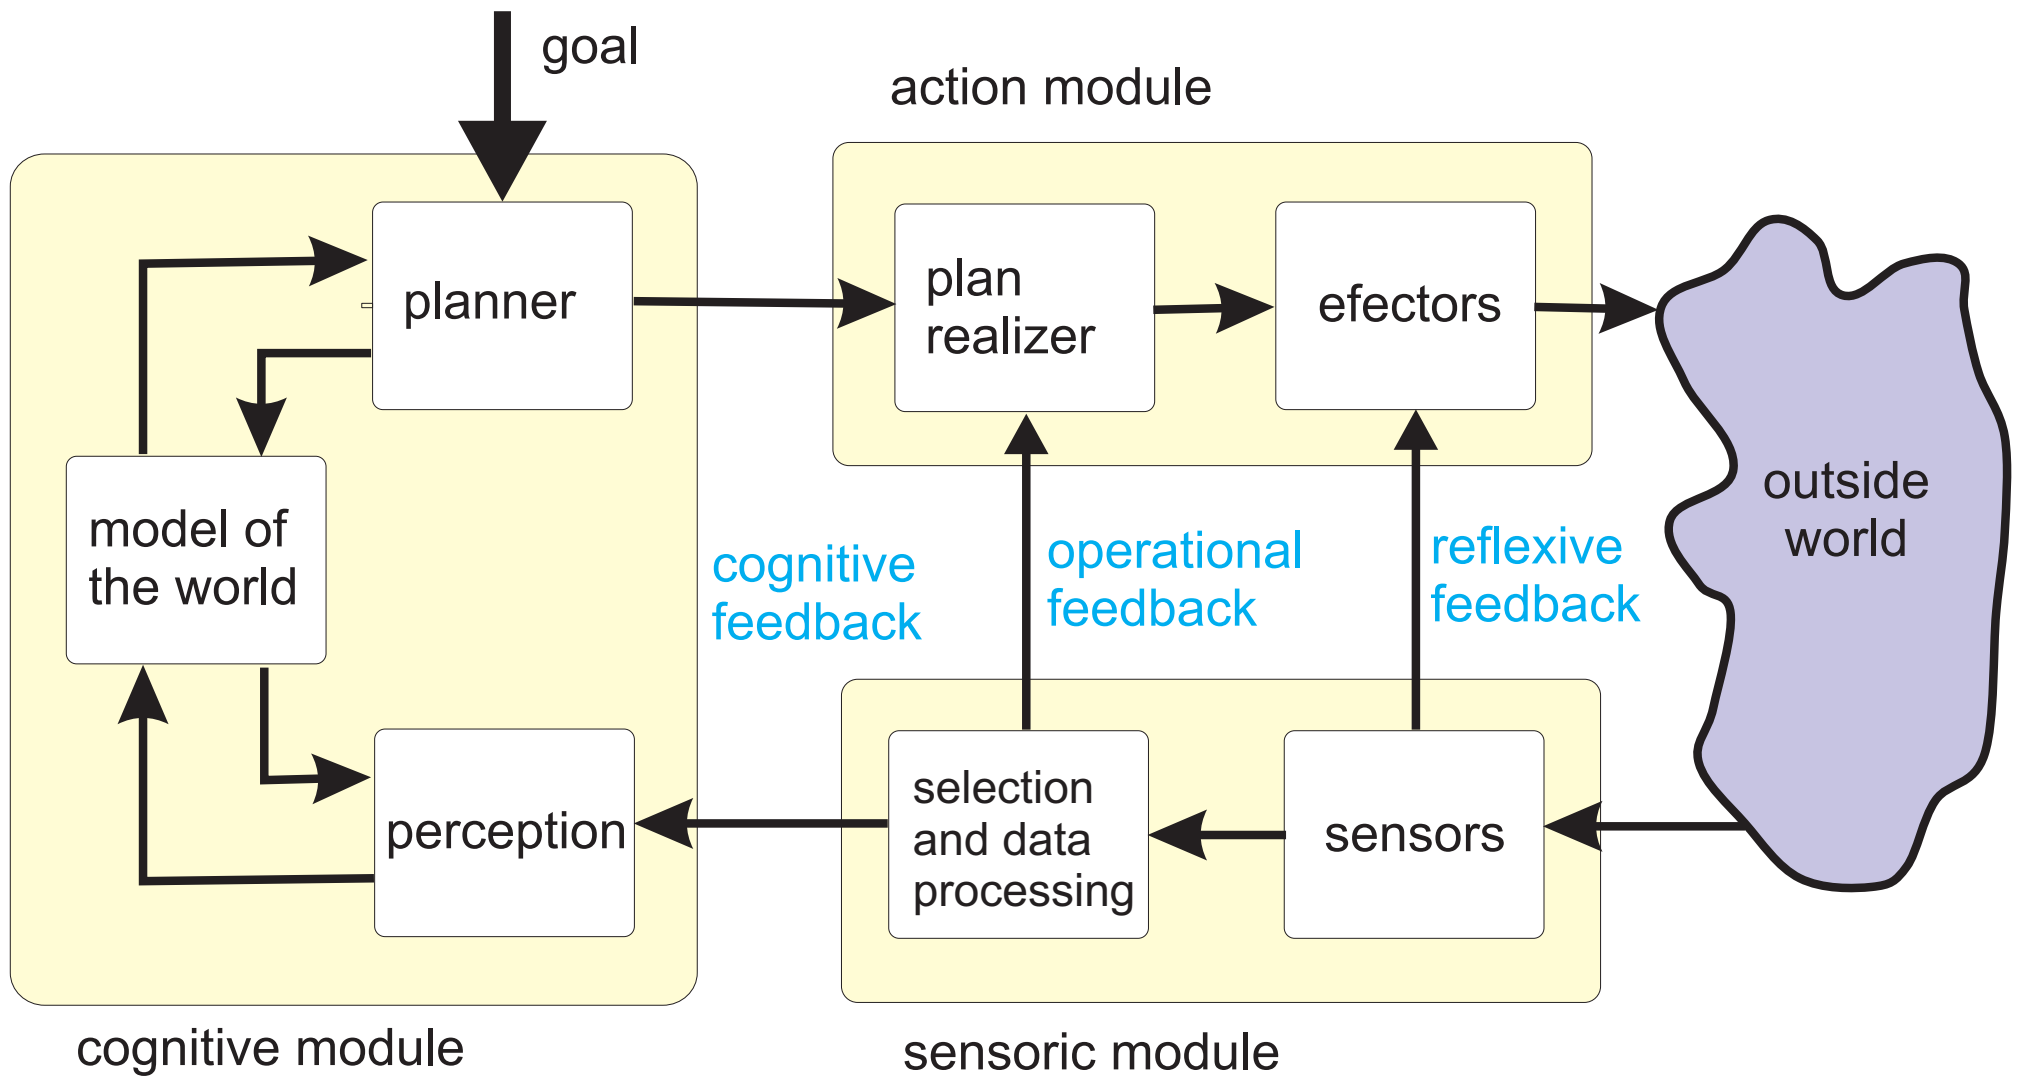 goal
action module
planner
plan
realizer
efectors
outside
world
model of
the world
cognitive
feedback
operational
feedback
reflexive
feedback
perception
selection
and data
processing
sensors
cognitive module
sensoric module